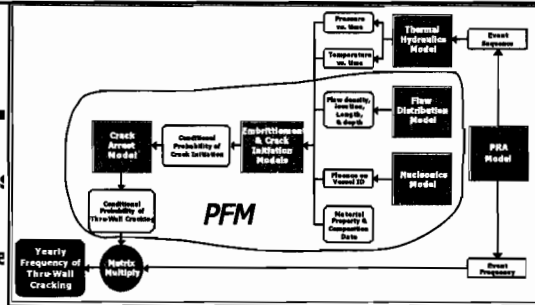 Pressure
vs. time
Temperature
vs. time
Thermal
Hydraulics
Model
Event
Sequence
Flaw density,
location,
Length,
& depth
Flaw
Distribution
Model
Crack
Arrest
Model
Conditional
Probability of
Crack Initiation
Embrittlement
& Crack
Initiation
Models
PRA
Model
Fluence on
Vessel ID
Nucleonics Model
Conditional
Probability of
Thru-Wall Cracking
PFM
Material
Property &
Composition
Data
Yearly
Frequency of
Thru-Wall
Cracking
Matrix
Multiply
Event
Frequency